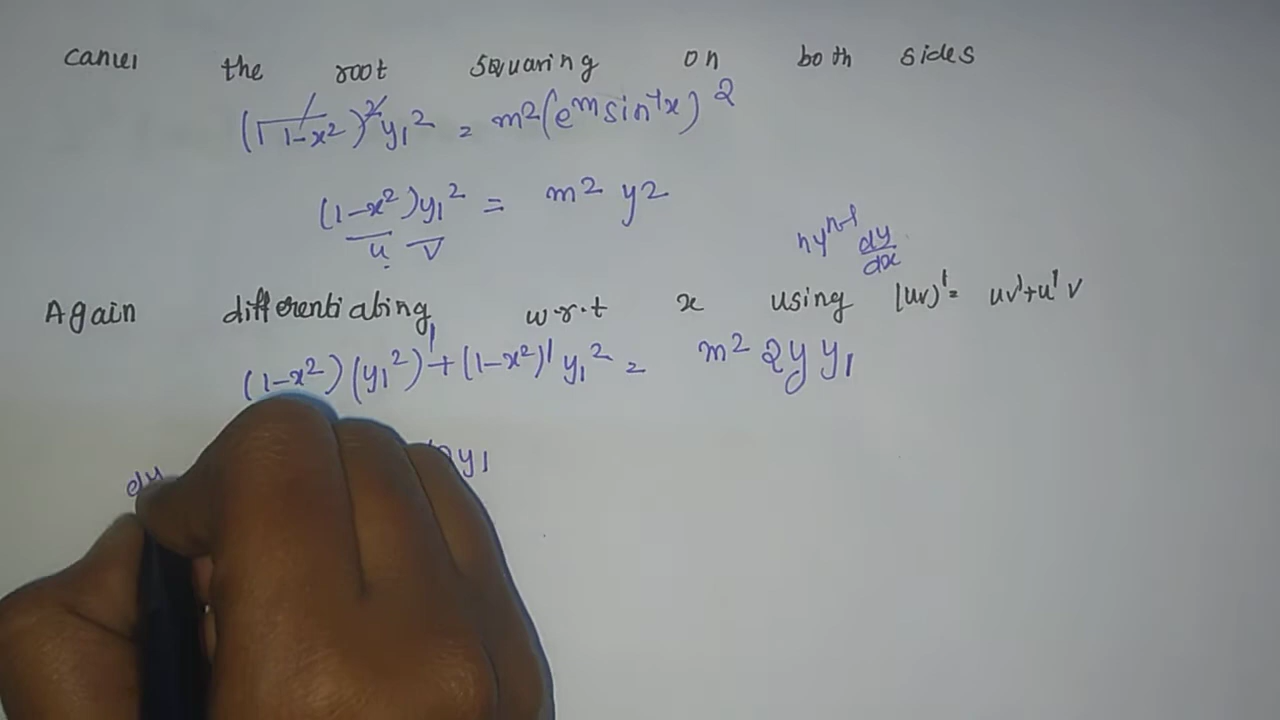 cancel the root squaring on both sides
(√1-x²)² y₁² = m² (e^m sin⁻¹x)²
(1-x²) y₁² = m² y2
u v
ny^n-1 dy/dx
Again differentiating w.r.t x using (uv)' = uv'+u'v
(1-x²) (y₁²)' + (1-x²)' y₁² = m² 2y y₁
dy
2y₁